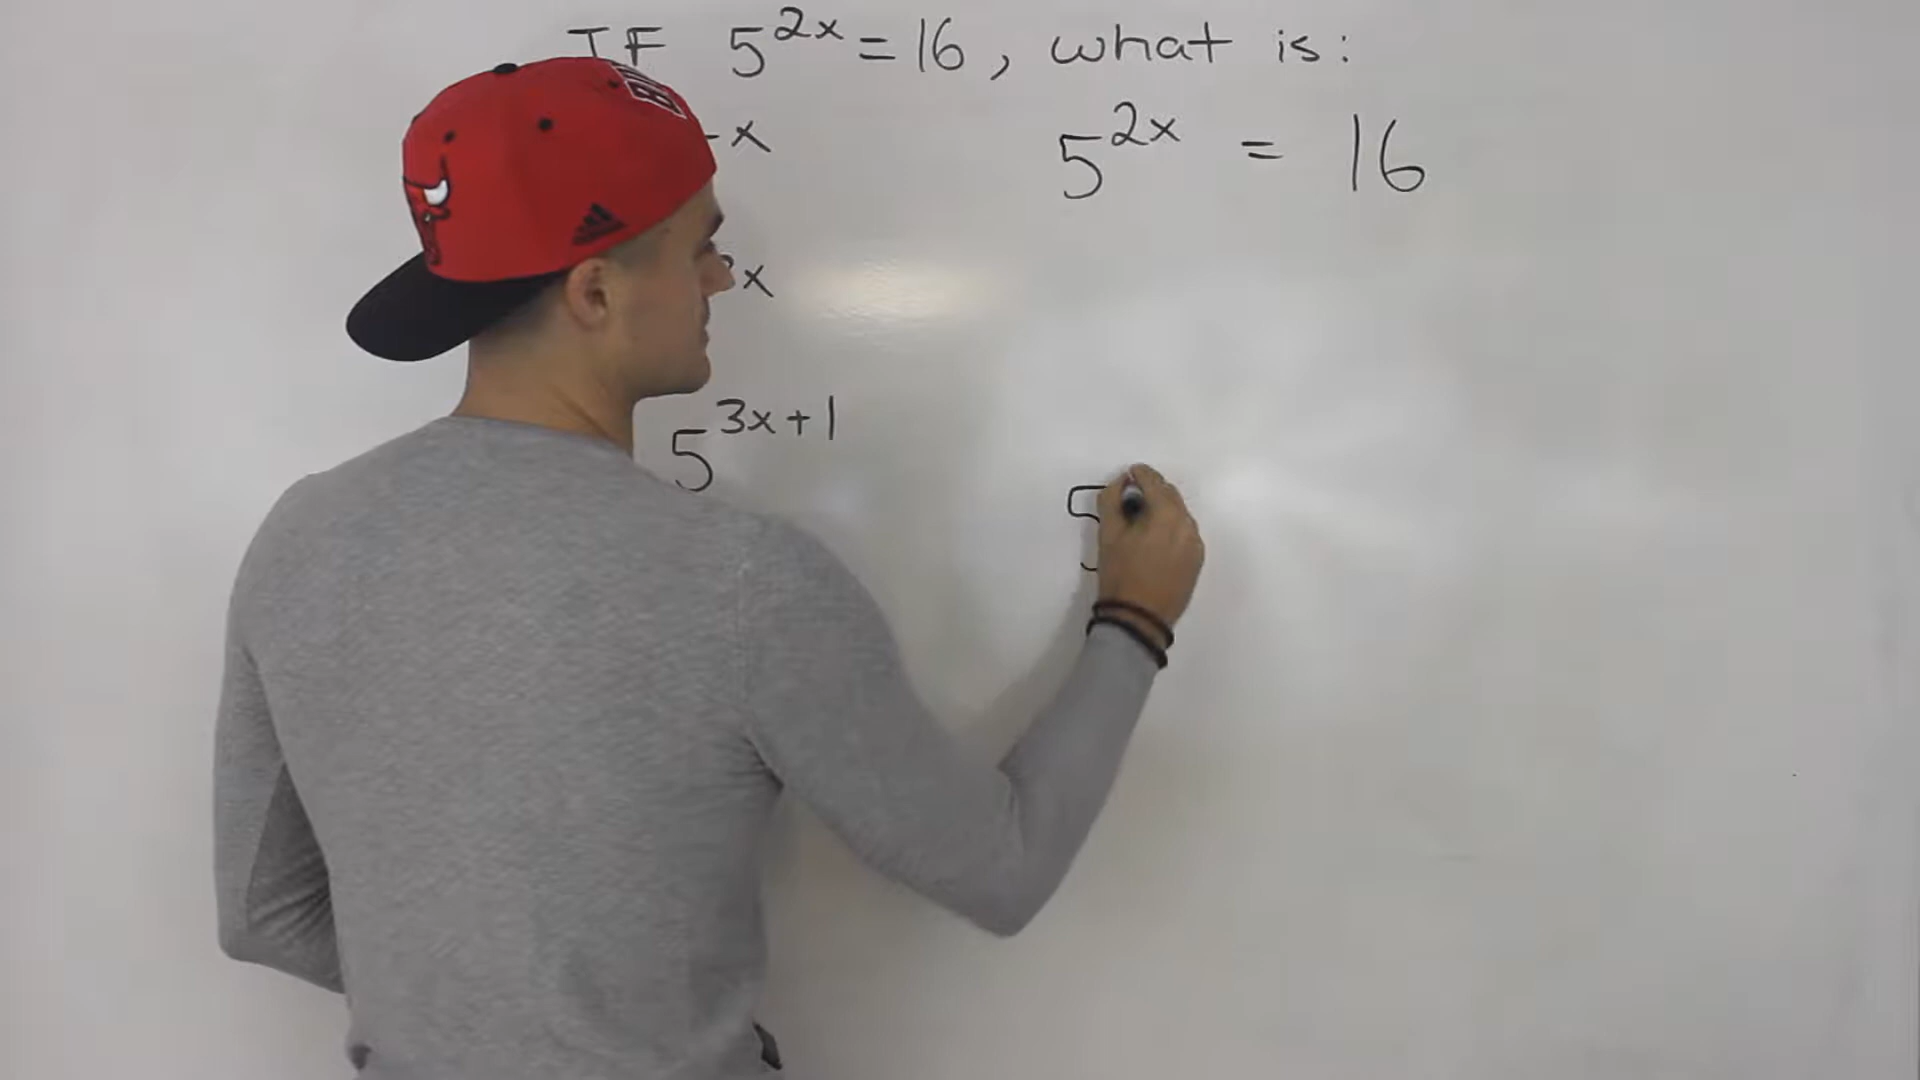 IF 5^{2x} = 16, what is:
-x
5^{2x} = 16
x
5^{3x+1}
5